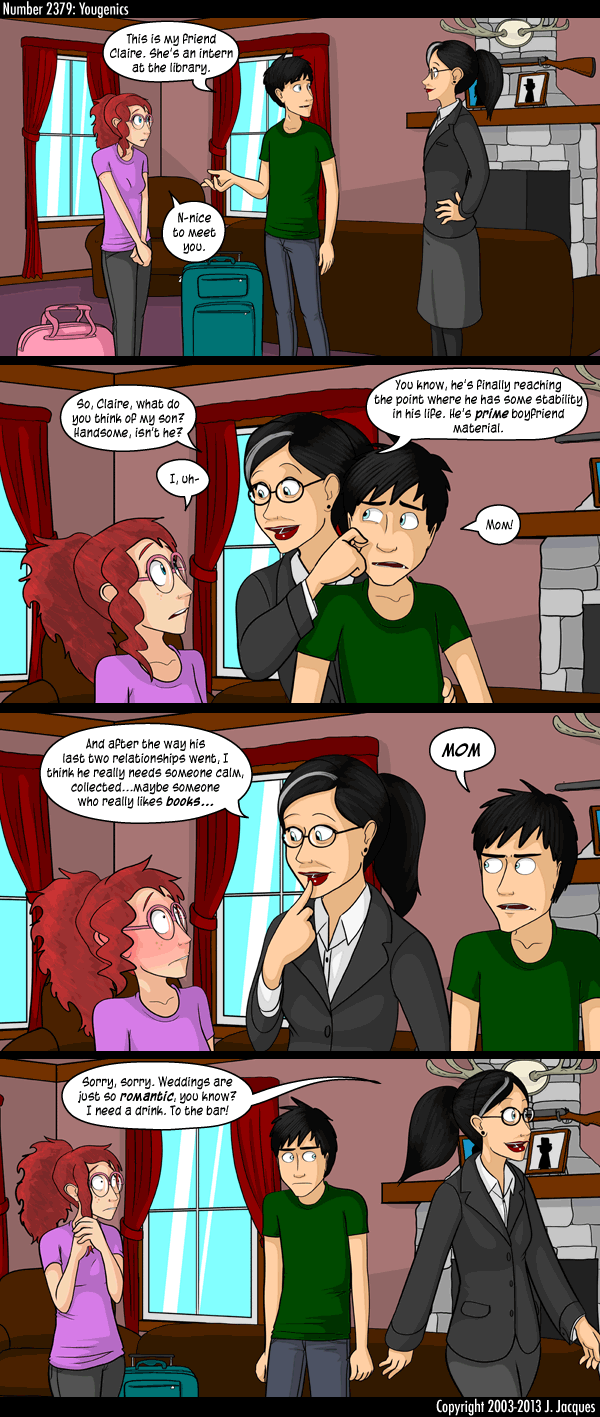 Number 2379: Yougenics
This is my friend
Claire. She's an intern
at the library.
N-nice
to meet
you.
So, Claire, what do
you think of my son?
Handsome, isn't he?
I, uh-
You know, he's finally reaching
the point where he has some stability
in his life. He's prime boyfriend
material.
Mom!
And after the way his
last two relationships went, I
think he really needs someone calm,
collected...maybe someone
who really likes books...
MOM
Sorry, sorry. Weddings are
just so romantic, you know?
I need a drink. To the bar!
Copyright 2003-2013 J. Jacques